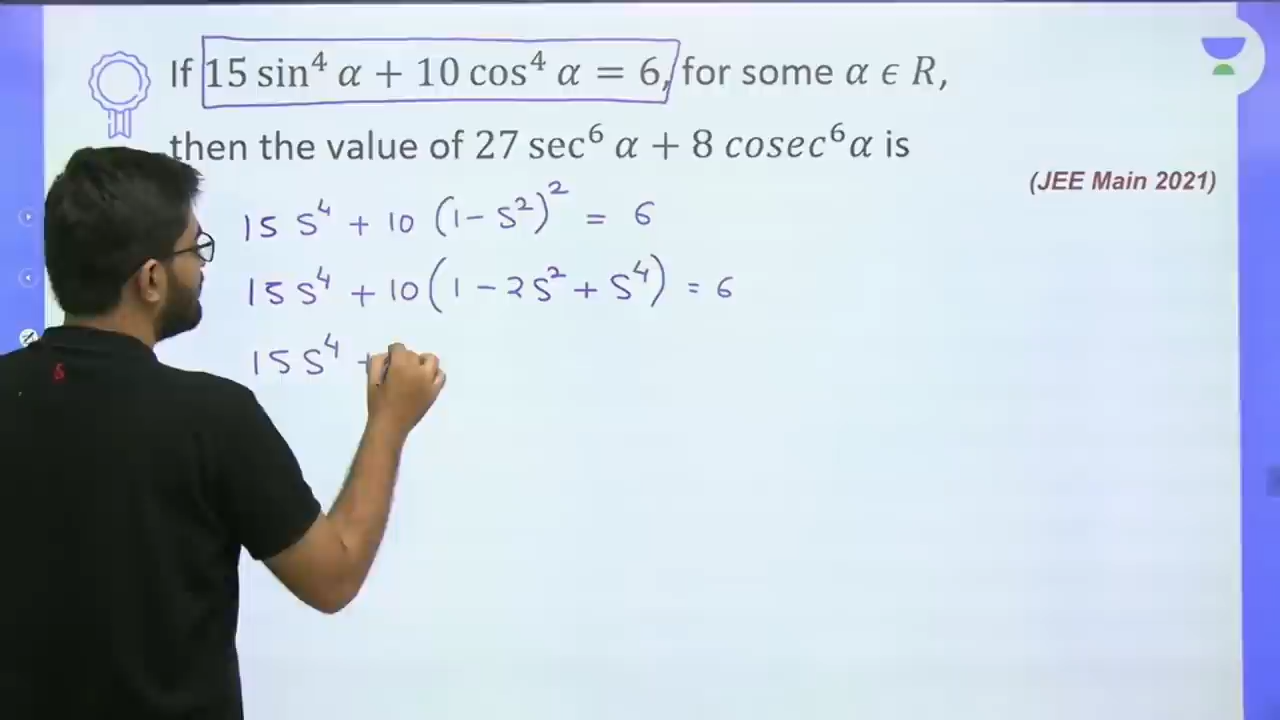 If 15 sin⁴ α + 10 cos⁴ α = 6, for some α ϵ R,
then the value of 27 sec⁶ α + 8 cosec⁶α is
(JEE Main 2021)
15 S⁴ + 10 (1 - S²)² = 6
15 S⁴ + 10 (1 - 2S² + S⁴) = 6
15 S⁴ +